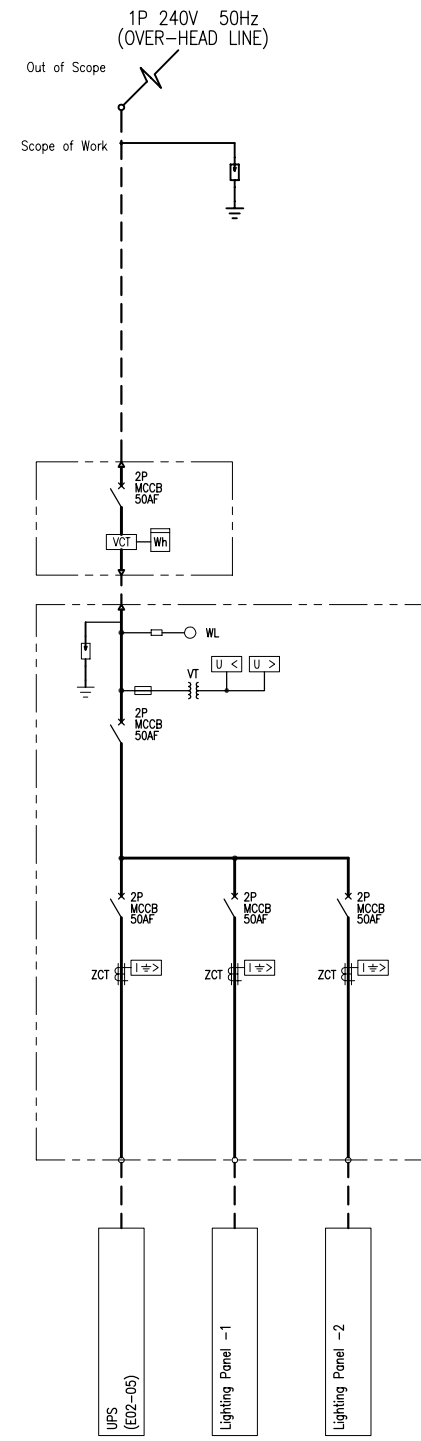 1P 240V 50Hz
(OVER-HEAD LINE)
Out of Scope
Scope of Work
2P
MCCB
50AF
VCT
Wh
WL
VT
U <
U >
2P
MCCB
50AF
2P
MCCB
50AF
2P
MCCB
50AF
2P
MCCB
50AF
ZCT
I ⏚>
ZCT
I ⏚>
ZCT
I ⏚>
UPS
(E02-05)
Lighting Panel -1
Lighting Panel -2